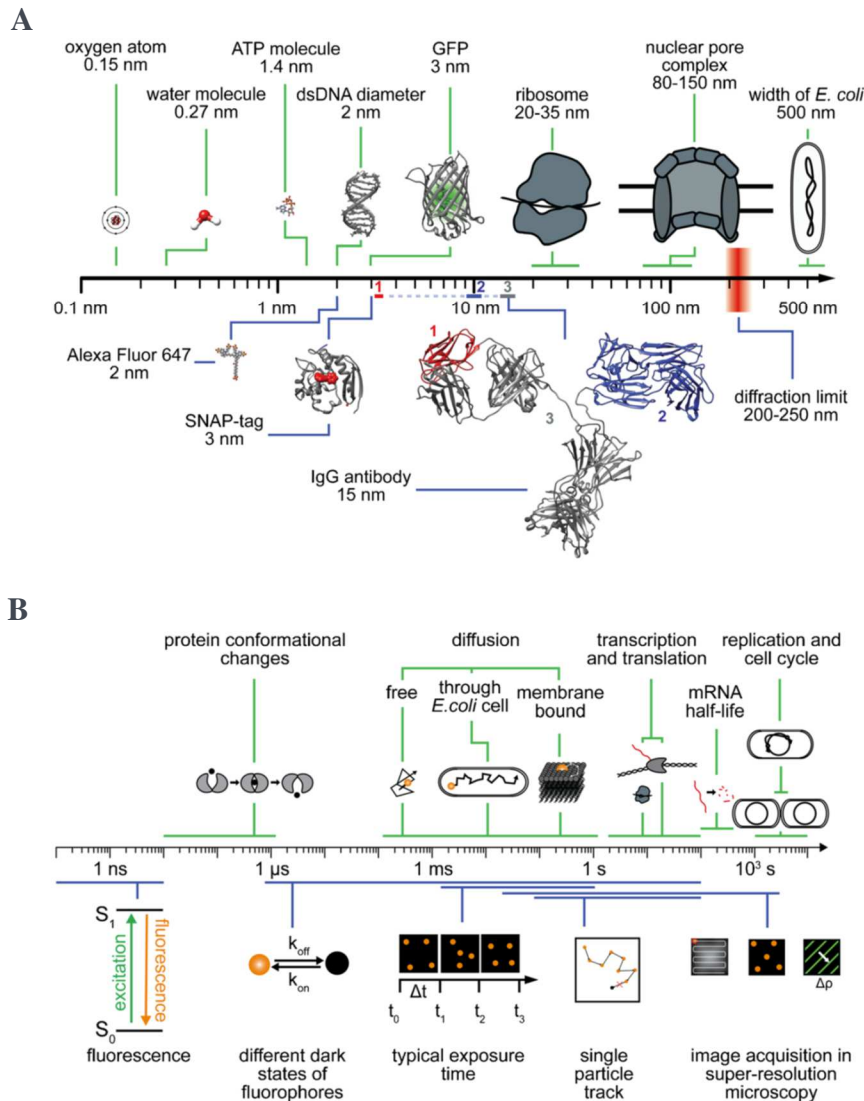 A
oxygen atom
0.15 nm
water molecule
0.27 nm
ATP molecule
1.4 nm
dsDNA diameter
2 nm
GFP
3 nm
ribosome
20-35 nm
nuclear pore
complex
80-150 nm
width of E. coli
500 nm
0.1 nm
1 nm
1
2
3
10 nm
100 nm
500 nm
Alexa Fluor 647
2 nm
SNAP-tag
3 nm
1
3
2
IgG antibody
15 nm
diffraction limit
200-250 nm
B
protein conformational
changes
diffusion
free
through
E.coli cell
membrane
bound
transcription
and translation
mRNA
half-life
replication and
cell cycle
1 ns
1 µs
1 ms
1 s
10³ s
S₁
excitation
fluorescence
S₀
fluorescence
k_off
k_on
different dark
states of
fluorophores
Δt
t₀
t₁
t₂
t₃
typical exposure
time
single
particle
track
Δρ
image acquisition in
super-resolution
microscopy